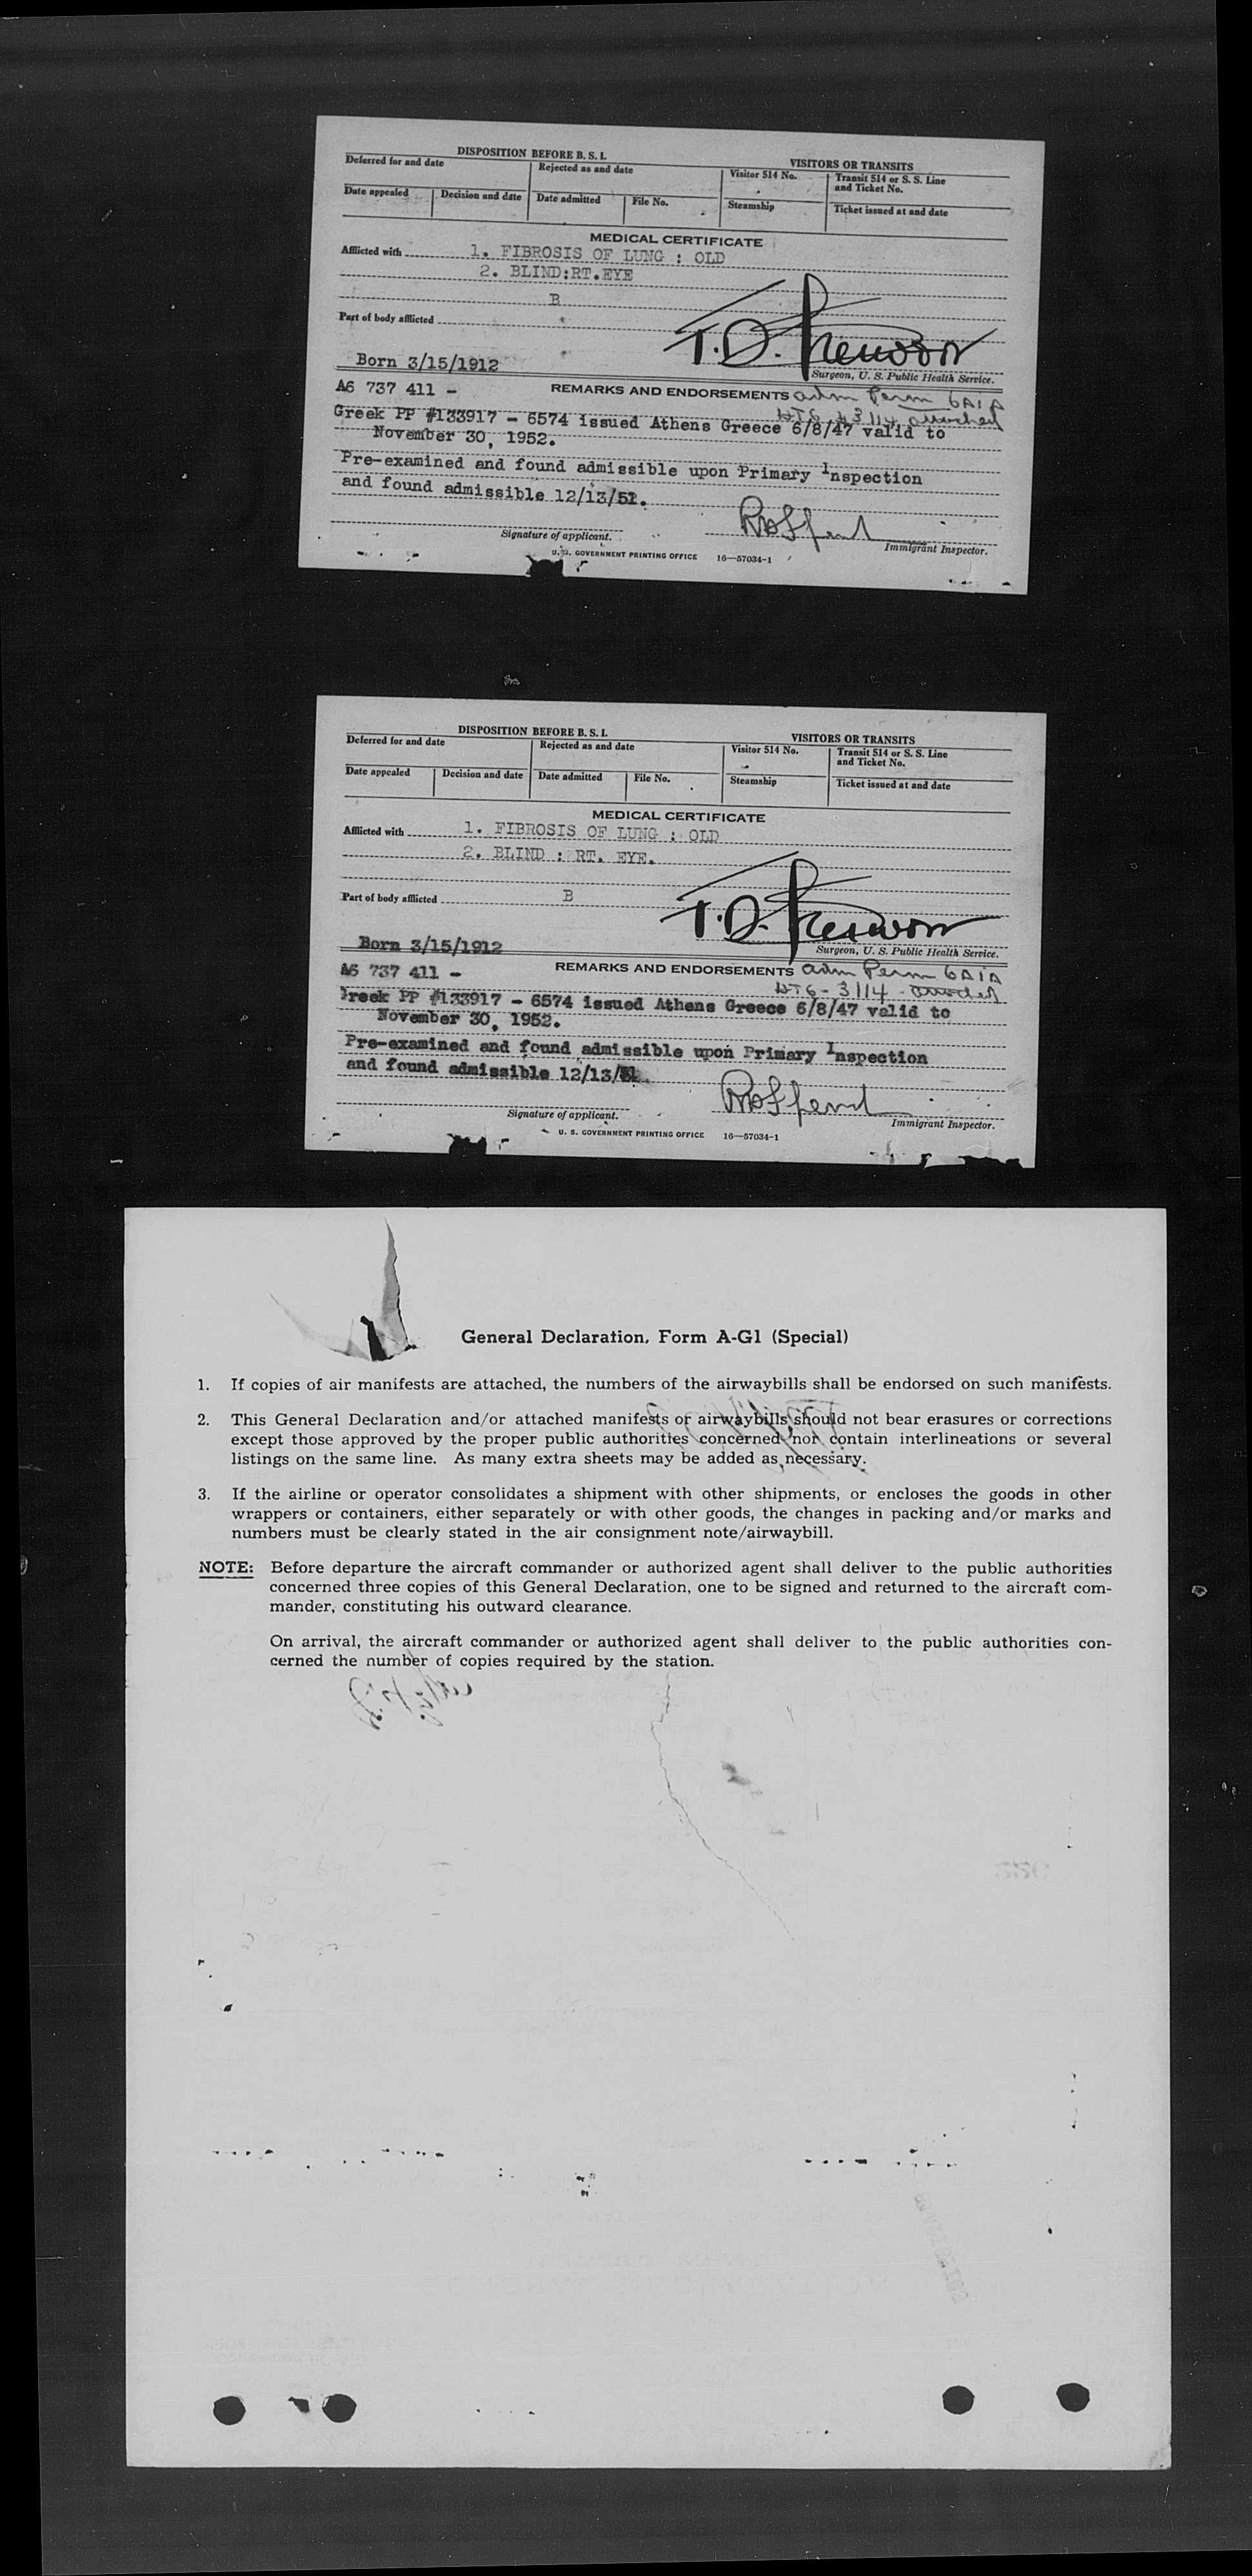 DISPOSITION BEFORE B. S. I.
VISITORS OR TRANSITS
Deferred for and date
Rejected as and date
Visitor 514 No.
Transit 514 or S. S. Line
and Ticket No.
Date appealed
Decision and date
Date admitted
File No.
Steamship
Ticket issued at and date
MEDICAL CERTIFICATE
Afflicted with 1. FIBROSIS OF LUNG : OLD
2. BLIND:RT.EYE
B
Part of body afflicted
T.D.
Born 3/15/1912
Surgeon, U. S. Public Health Service.
A6 737 411 -
REMARKS AND ENDORSEMENTS adm Perm 6A1A
DT6 #3114 attached
Greek PP #133917 - 6574 issued Athens Greece 6/8/47 valid to
November 30, 1952.
Pre-examined and found admissible upon Primary Inspection
and found admissible 12/13/51.
Signature of applicant.
Immigrant Inspector.
U. S. GOVERNMENT PRINTING OFFICE 16—57034-1
DISPOSITION BEFORE B. S. I.
VISITORS OR TRANSITS
Deferred for and date
Rejected as and date
Visitor 514 No.
Transit 514 or S. S. Line
and Ticket No.
Date appealed
Decision and date
Date admitted
File No.
Steamship
Ticket issued at and date
MEDICAL CERTIFICATE
Afflicted with 1. FIBROSIS OF LUNG : OLD
2. BLIND : RT. EYE.
Part of body afflicted B
T.D.
Born 3/15/1912
Surgeon, U. S. Public Health Service.
A6 737 411 -
REMARKS AND ENDORSEMENTS adm Perm 6A1A
DT6 - 3114 - attached
Greek PP #133917 - 6574 issued Athens Greece 6/8/47 valid to
November 30, 1952.
Pre-examined and found admissible upon Primary Inspection
and found admissible 12/13/51.
Signature of applicant.
Immigrant Inspector.
U. S. GOVERNMENT PRINTING OFFICE 16—57034-1
General Declaration, Form A-G1 (Special)
1. If copies of air manifests are attached, the numbers of the airwaybills shall be endorsed on such manifests.
2. This General Declaration and/or attached manifests or airwaybills should not bear erasures or corrections
except those approved by the proper public authorities concerned nor contain interlineations or several
listings on the same line. As many extra sheets may be added as necessary.
3. If the airline or operator consolidates a shipment with other shipments, or encloses the goods in other
wrappers or containers, either separately or with other goods, the changes in packing and/or marks and
numbers must be clearly stated in the air consignment note/airwaybill.
NOTE: Before departure the aircraft commander or authorized agent shall deliver to the public authorities
concerned three copies of this General Declaration, one to be signed and returned to the aircraft com-
mander, constituting his outward clearance.
On arrival, the aircraft commander or authorized agent shall deliver to the public authorities con-
cerned the number of copies required by the station.